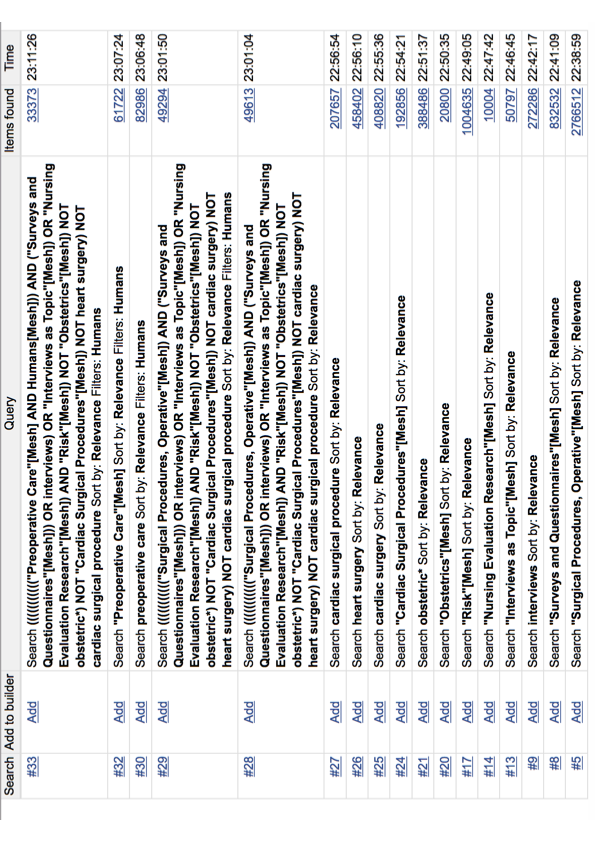 Search Add to builder Query Items found Time
#33 Add Search (((((((((("Preoperative Care"[Mesh] AND Humans[Mesh])) AND ("Surveys and 33373 23:11:26
Questionnaires"[Mesh])) OR interviews) OR "Interviews as Topic"[Mesh]) OR "Nursing
Evaluation Research"[Mesh]) AND "Risk"[Mesh]) NOT "Obstetrics"[Mesh]) NOT
obstetric*) NOT "Cardiac Surgical Procedures"[Mesh]) NOT heart surgery) NOT
cardiac surgical procedure Sort by: Relevance Filters: Humans
#32 Add Search "Preoperative Care"[Mesh] Sort by: Relevance Filters: Humans 61722 23:07:24
#30 Add Search preoperative care Sort by: Relevance Filters: Humans 82986 23:06:48
#29 Add Search (((((((((("Surgical Procedures, Operative"[Mesh]) AND ("Surveys and 49294 23:01:50
Questionnaires"[Mesh])) OR interviews) OR "Interviews as Topic"[Mesh]) OR "Nursing
Evaluation Research"[Mesh]) AND "Risk"[Mesh]) NOT "Obstetrics"[Mesh]) NOT
obstetric*) NOT "Cardiac Surgical Procedures"[Mesh]) NOT cardiac surgery) NOT
heart surgery) NOT cardiac surgical procedure Sort by: Relevance Filters: Humans
#28 Add Search (((((((((("Surgical Procedures, Operative"[Mesh]) AND ("Surveys and 49613 23:01:04
Questionnaires"[Mesh])) OR interviews) OR "Interviews as Topic"[Mesh]) OR "Nursing
Evaluation Research"[Mesh]) AND "Risk"[Mesh]) NOT "Obstetrics"[Mesh]) NOT
obstetric*) NOT "Cardiac Surgical Procedures"[Mesh]) NOT cardiac surgery) NOT
heart surgery) NOT cardiac surgical procedure Sort by: Relevance
#27 Add Search cardiac surgical procedure Sort by: Relevance 207657 22:56:54
#26 Add Search heart surgery Sort by: Relevance 458402 22:56:10
#25 Add Search cardiac surgery Sort by: Relevance 408820 22:55:36
#24 Add Search "Cardiac Surgical Procedures"[Mesh] Sort by: Relevance 192856 22:54:21
#21 Add Search obstetric* Sort by: Relevance 388486 22:51:37
#20 Add Search "Obstetrics"[Mesh] Sort by: Relevance 20800 22:50:35
#17 Add Search "Risk"[Mesh] Sort by: Relevance 1004635 22:49:05
#14 Add Search "Nursing Evaluation Research"[Mesh] Sort by: Relevance 10004 22:47:42
#13 Add Search "Interviews as Topic"[Mesh] Sort by: Relevance 50797 22:46:45
#9 Add Search interviews Sort by: Relevance 272286 22:42:17
#8 Add Search "Surveys and Questionnaires"[Mesh] Sort by: Relevance 832532 22:41:09
#5 Add Search "Surgical Procedures, Operative"[Mesh] Sort by: Relevance 2766512 22:38:59